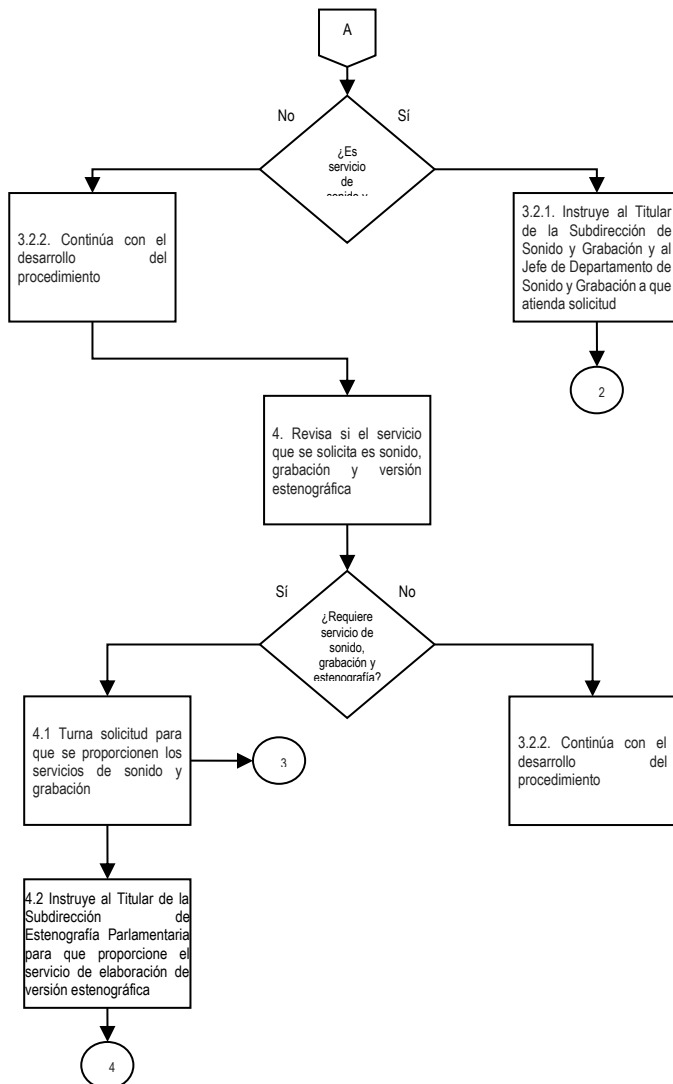 A
No
Sí
¿Es
servicio
de
sonido y
3.2.2. Continúa con el
desarrollo del
procedimiento
3.2.1. Instruye al Titular
de la Subdirección de
Sonido y Grabación y al
Jefe de Departamento de
Sonido y Grabación a que
atienda solicitud
2
4. Revisa si el servicio
que se solicita es sonido,
grabación y versión
estenográfica
Sí
No
¿Requiere
servicio de
sonido,
grabación y
estenografía?
4.1 Turna solicitud para
que se proporcionen los
servicios de sonido y
grabación
3
3.2.2. Continúa con el
desarrollo del
procedimiento
4.2 Instruye al Titular de la
Subdirección de
Estenografía Parlamentaria
para que proporcione el
servicio de elaboración de
versión estenográfica
4